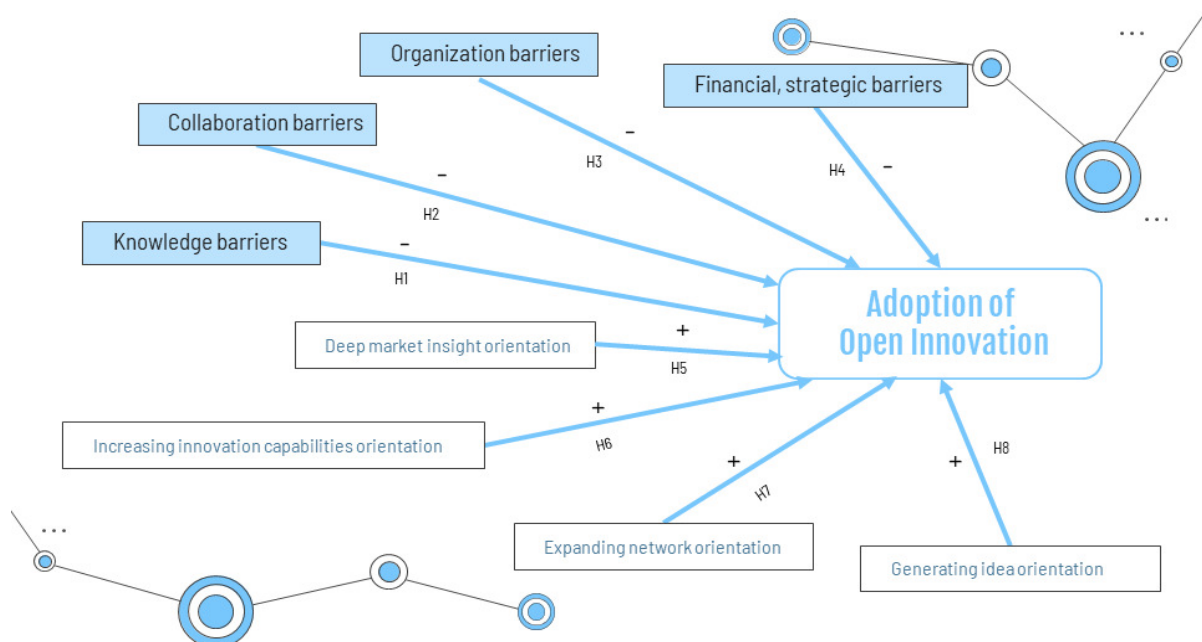 Organization barriers
...
Financial, strategic barriers
Collaboration barriers
–
H3
–
H4
–
H2
...
Knowledge barriers
–
H1
Adoption of
Open Innovation
Deep market insight orientation
+
H5
Increasing innovation capabilities orientation
+
H6
+
H7
H8
+
...
Expanding network orientation
Generating idea orientation